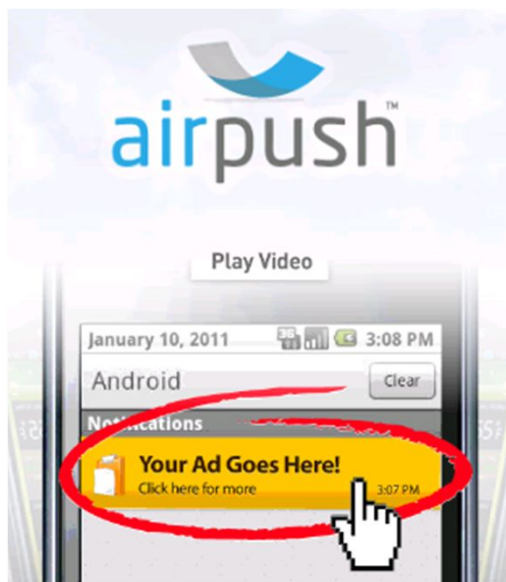 airpush™
Play Video
January 10, 2011 3G 3:08 PM
Android Clear
Notifications
Your Ad Goes Here!
Click here for more 3:07 PM